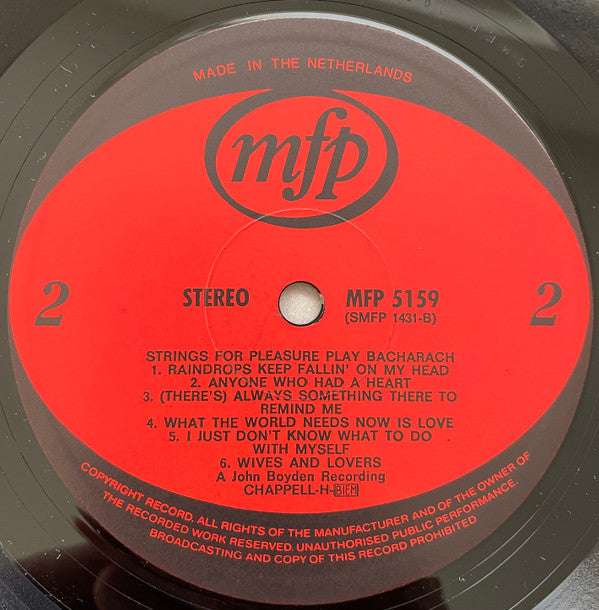 MADE IN THE NETHERLANDS
mfp
2 STEREO MFP 5159 2
(SMFP 1431-B)
STRINGS FOR PLEASURE PLAY BACHARACH
1. RAINDROPS KEEP FALLIN' ON MY HEAD
2. ANYONE WHO HAD A HEART
3. (THERE'S) ALWAYS SOMETHING THERE TO
REMIND ME
4. WHAT THE WORLD NEEDS NOW IS LOVE
5. I JUST DON'T KNOW WHAT TO DO
WITH MYSELF
6. WIVES AND LOVERS
A John Boyden Recording
CHAPPELL-H-BIEM
COPYRIGHT RECORD. ALL RIGHTS OF THE MANUFACTURER AND OF THE OWNER OF
THE RECORDED WORK RESERVED. UNAUTHORISED PUBLIC PERFORMANCE.
BROADCASTING AND COPY OF THIS RECORD PROHIBITED